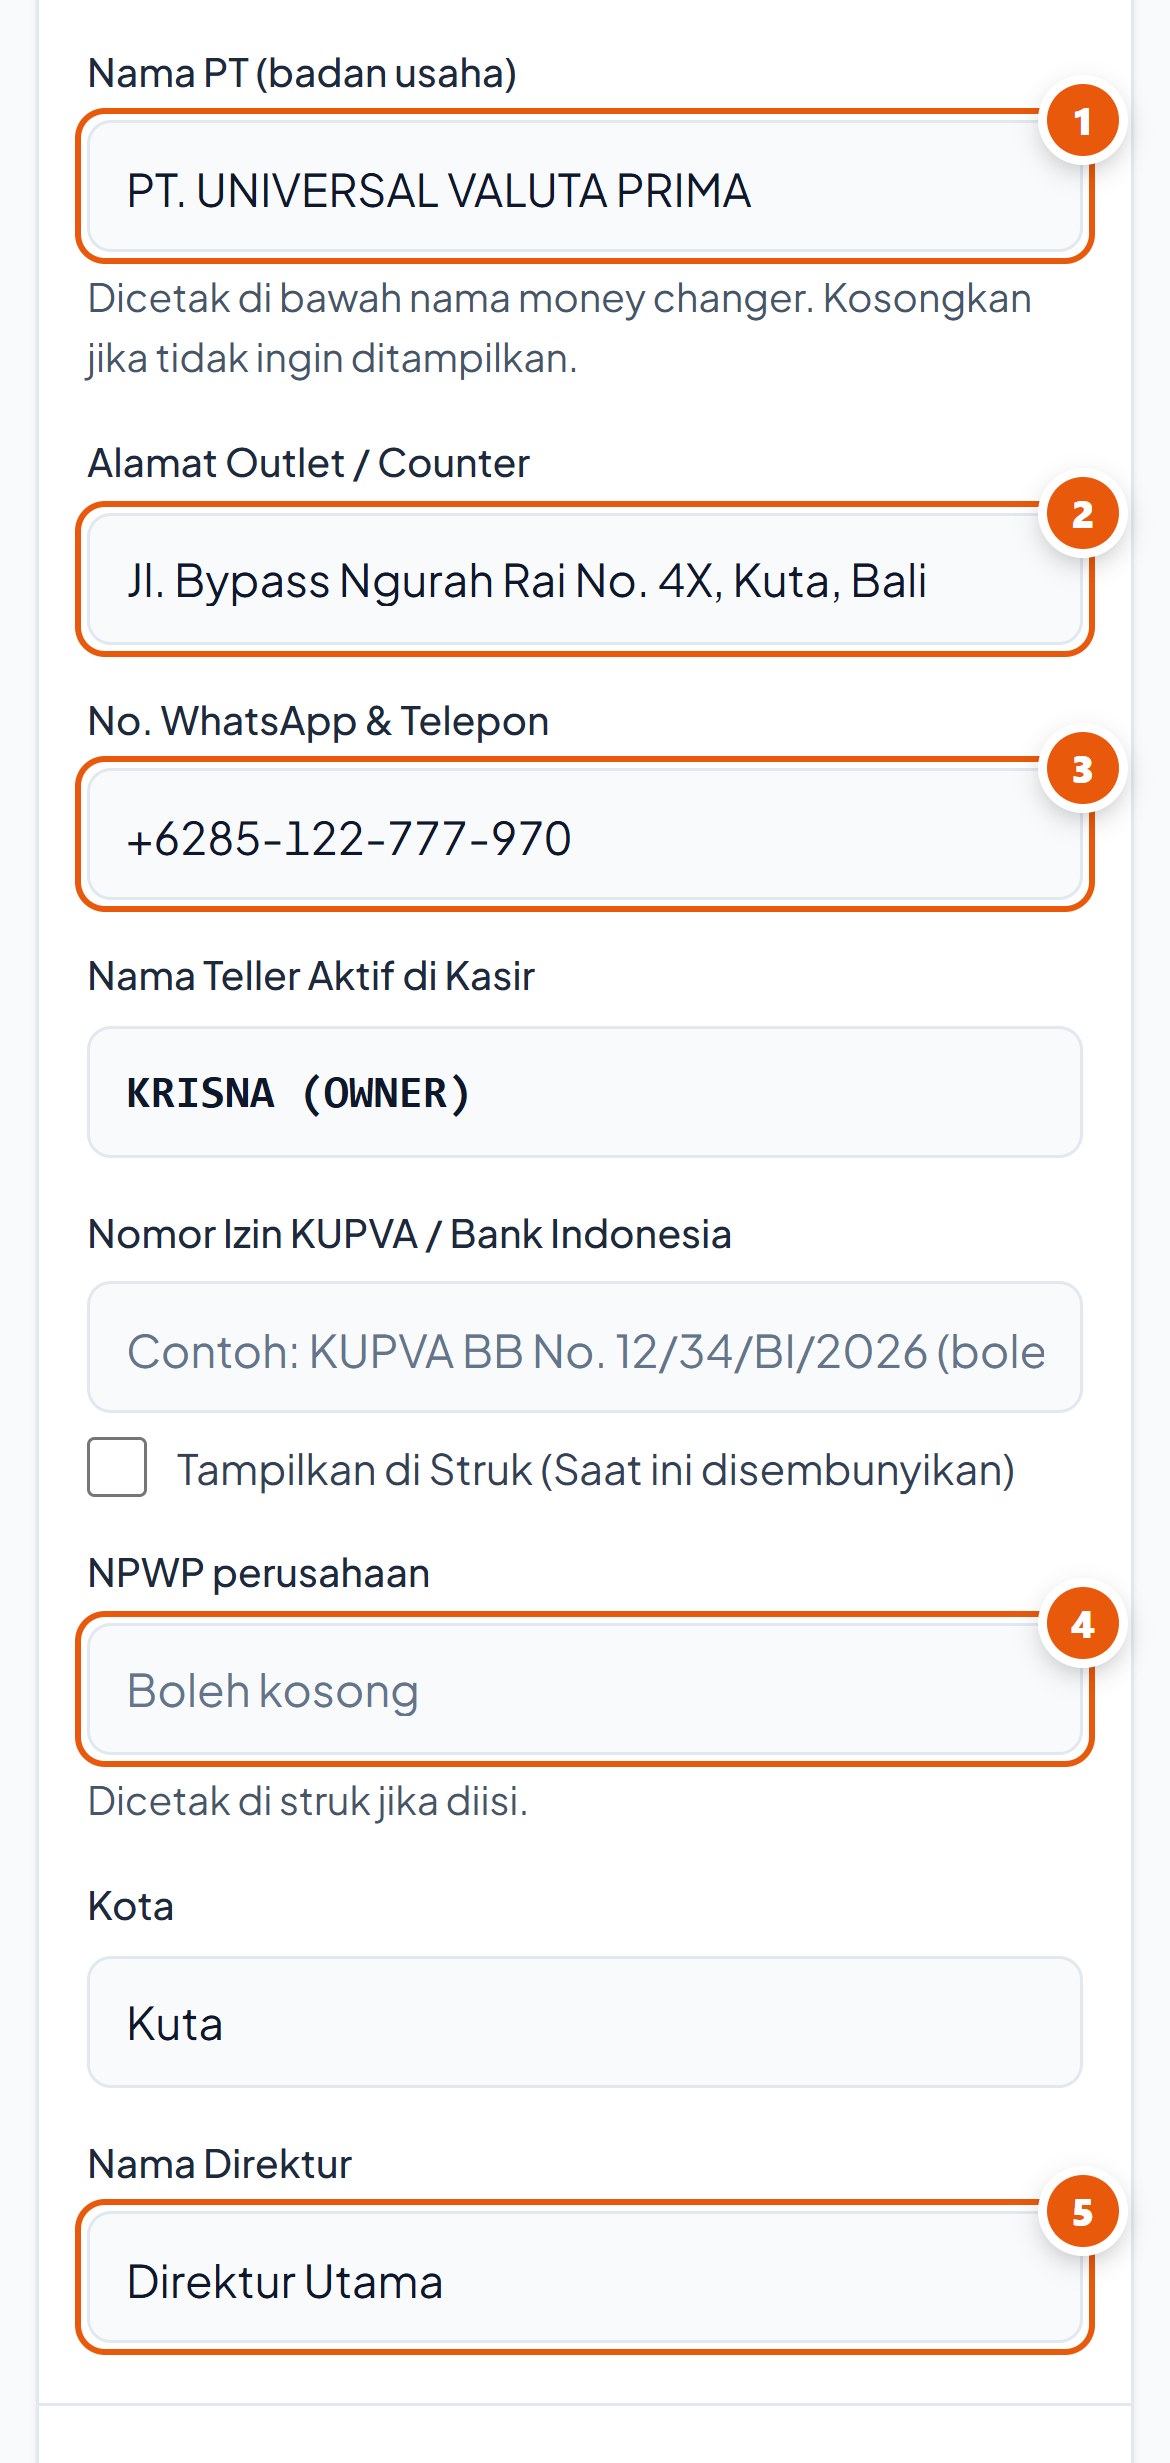 Nama PT (badan usaha)
1
PT. UNIVERSAL VALUTA PRIMA
Dicetak di bawah nama money changer. Kosongkan
jika tidak ingin ditampilkan.
Alamat Outlet / Counter
2
Jl. Bypass Ngurah Rai No. 4X, Kuta, Bali
No. WhatsApp & Telepon
3
+6285-122-777-970
Nama Teller Aktif di Kasir
KRISNA (OWNER)
Nomor Izin KUPVA / Bank Indonesia
Contoh: KUPVA BB No. 12/34/BI/2026 (bole
Tampilkan di Struk (Saat ini disembunyikan)
NPWP perusahaan
4
Boleh kosong
Dicetak di struk jika diisi.
Kota
Kuta
Nama Direktur
5
Direktur Utama